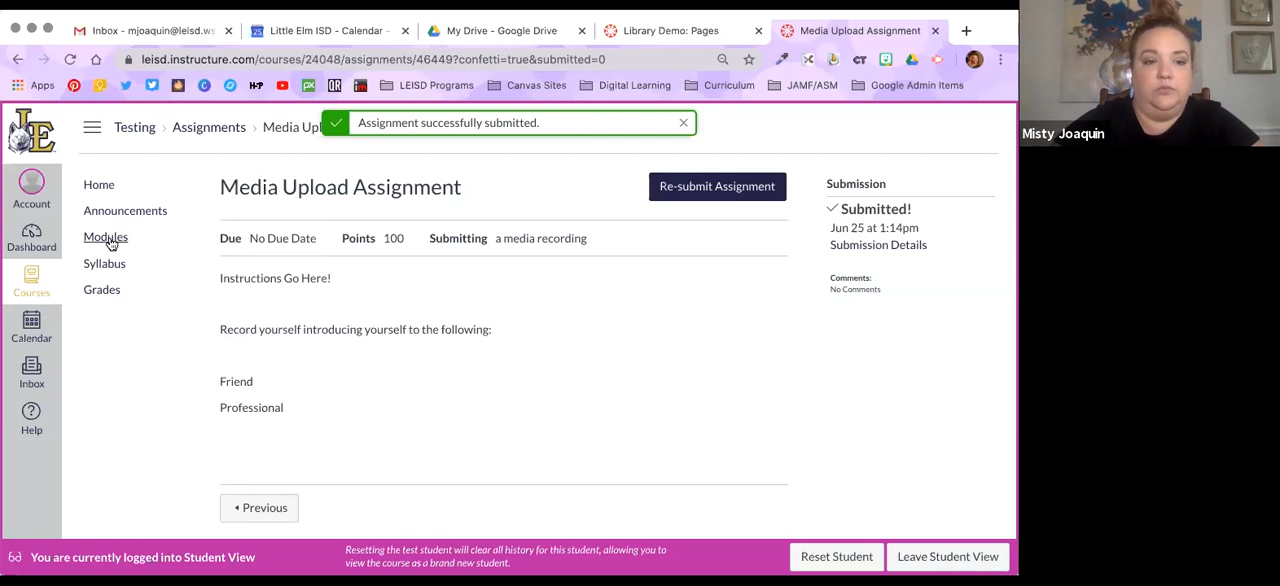 Inbox - mjoaquin@leisd.ws
Little Elm ISD - Calendar -
My Drive - Google Drive
Library Demo: Pages
Media Upload Assignment
leisd.instructure.com/courses/24048/assignments/46449?confetti=true&submitted=0
Apps
LEISD Programs
Canvas Sites
Digital Learning
Curriculum
JAMF/ASM
Google Admin Items
Misty Joaquin
LE
Testing › Assignments › Media Upl
Assignment successfully submitted.
Account
Dashboard
Courses
Calendar
Inbox
Help
Home
Announcements
Modules
Syllabus
Grades
Media Upload Assignment
Re-submit Assignment
Due No Due Date Points 100 Submitting a media recording
Instructions Go Here!
Record yourself introducing yourself to the following:
Friend
Professional
Previous
Submission
Submitted!
Jun 25 at 1:14pm
Submission Details
Comments:
No Comments
You are currently logged into Student View
Resetting the test student will clear all history for this student, allowing you to
view the course as a brand new student.
Reset Student
Leave Student View